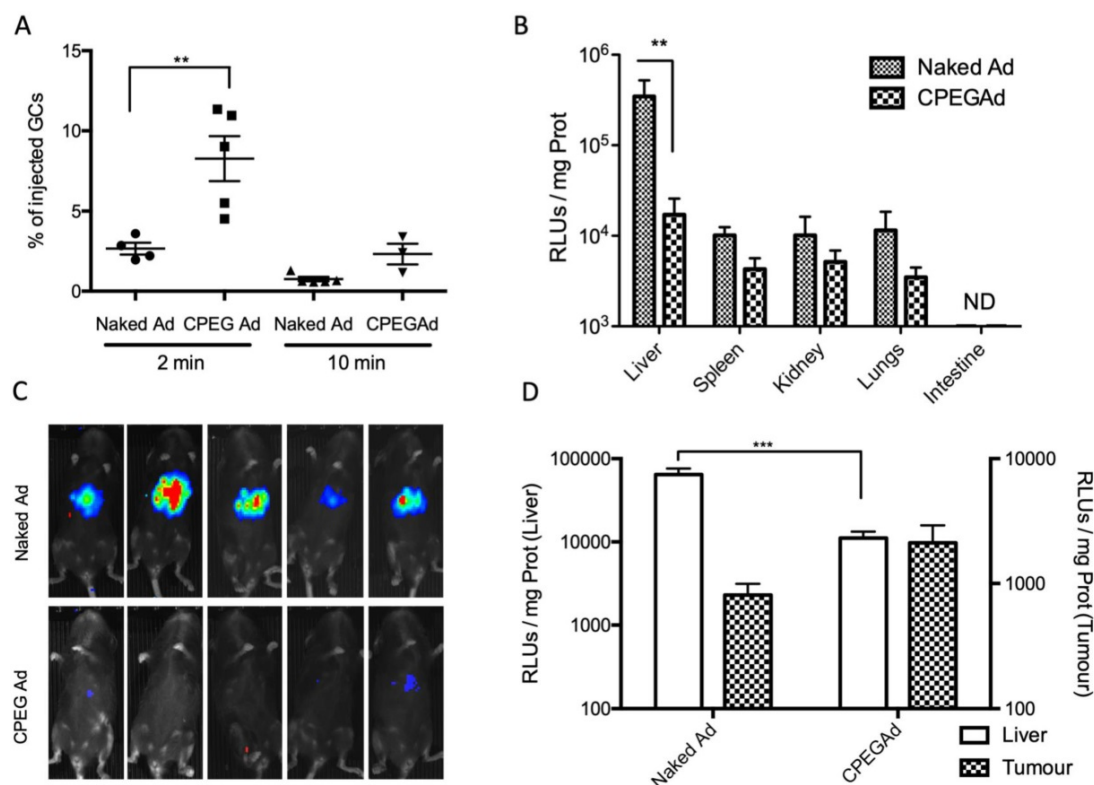 A
15
10
5
0
% of injected GCs
**
Naked Ad CPEG Ad Naked Ad CPEGAd
2 min 10 min
B
10^6
10^5
10^4
10^3
RLUs / mg Prot
**
Naked Ad
CPEGAd
ND
Liver
Spleen
Kidney
Lungs
Intestine
C
Naked Ad
CPEG Ad
D
100000
10000
1000
100
RLUs / mg Prot (Liver)
***
10000
1000
100
RLUs / mg Prot (Tumour)
Naked Ad
CPEGAd
Liver
Tumour